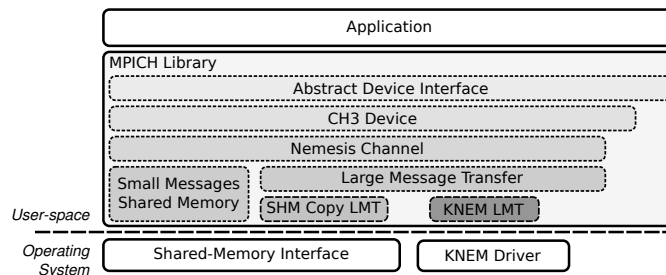 Application
MPICH Library
Abstract Device Interface
CH3 Device
Nemesis Channel
Small Messages
Shared Memory
Large Message Transfer
SHM Copy LMT
KNEM LMT
User-space
Operating
System
Shared-Memory Interface
KNEM Driver